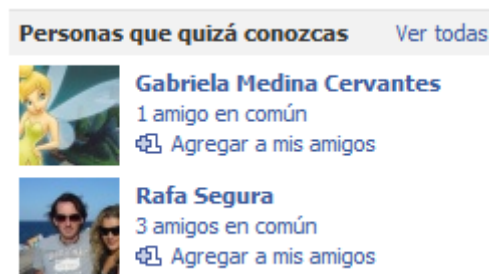 Personas que quizá conozcas Ver todas
Gabriela Medina Cervantes
1 amigo en común
Agregar a mis amigos
Rafa Segura
3 amigos en común
Agregar a mis amigos